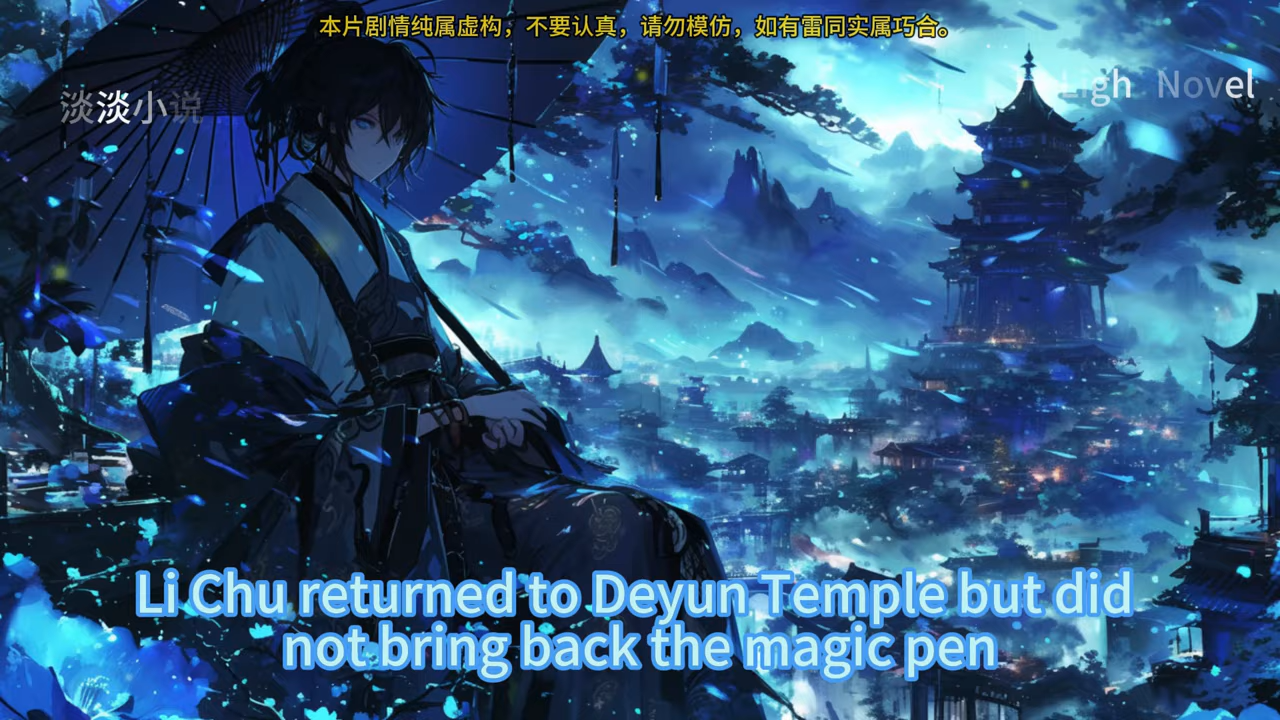 本片剧情纯属虚构，不要认真，请勿模仿，如有雷同实属巧合。
淡淡小说
Ligh Novel
Li Chu returned to Deyun Temple but did
not bring back the magic pen